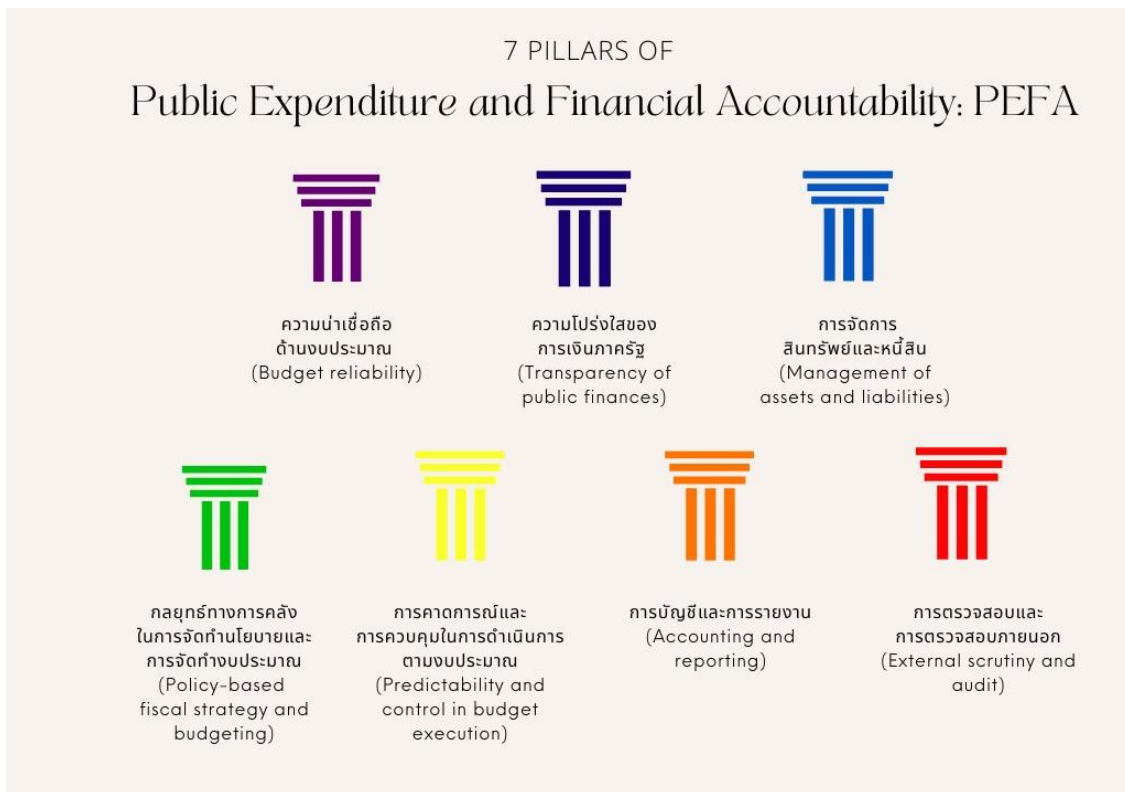 7 PILLARS OF
Public Expenditure and Financial Accountability: PEFA
ความน่าเชื่อถือ
ด้านงบประมาณ
(Budget reliability)
ความโปร่งใสของ
การเงินภาครัฐ
(Transparency of
public finances)
การจัดการ
สินทรัพย์และหนี้สิน
(Management of
assets and liabilities)
กลยุทธ์ทางการคลัง
ในการจัดทำนโยบายและ
การจัดทำงบประมาณ
(Policy-based
fiscal strategy and
budgeting)
การคาดการณ์และ
การควบคุมในการดำเนินการ
ตามงบประมาณ
(Predictability and
control in budget
execution)
การบัญชีและการรายงาน
(Accounting and
reporting)
การตรวจสอบและ
การตรวจสอบภายนอก
(External scrutiny and
audit)